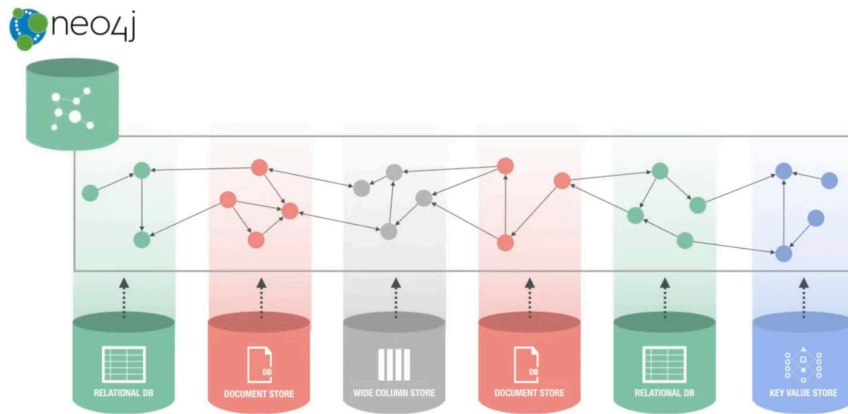 neo4j
RELATIONAL DB
DB
DOCUMENT STORE
WIDE COLUMN STORE
DB
DOCUMENT STORE
RELATIONAL DB
KEY VALUE STORE